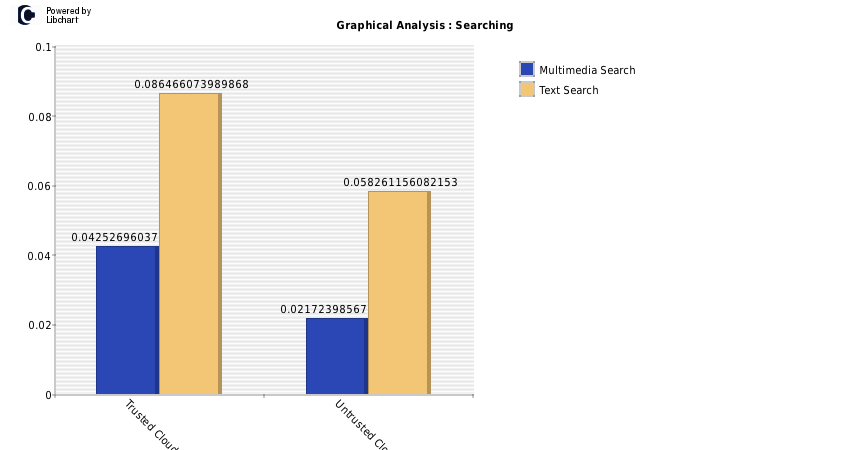 Powered by
Libchart
Graphical Analysis : Searching
0.1
0.08
0.06
0.04
0.02
0
0.086466073989868
0.04252696037
0.058261156082153
0.02172398567
Trusted Cloud
Untrusted
Multimedia Search
Text Search